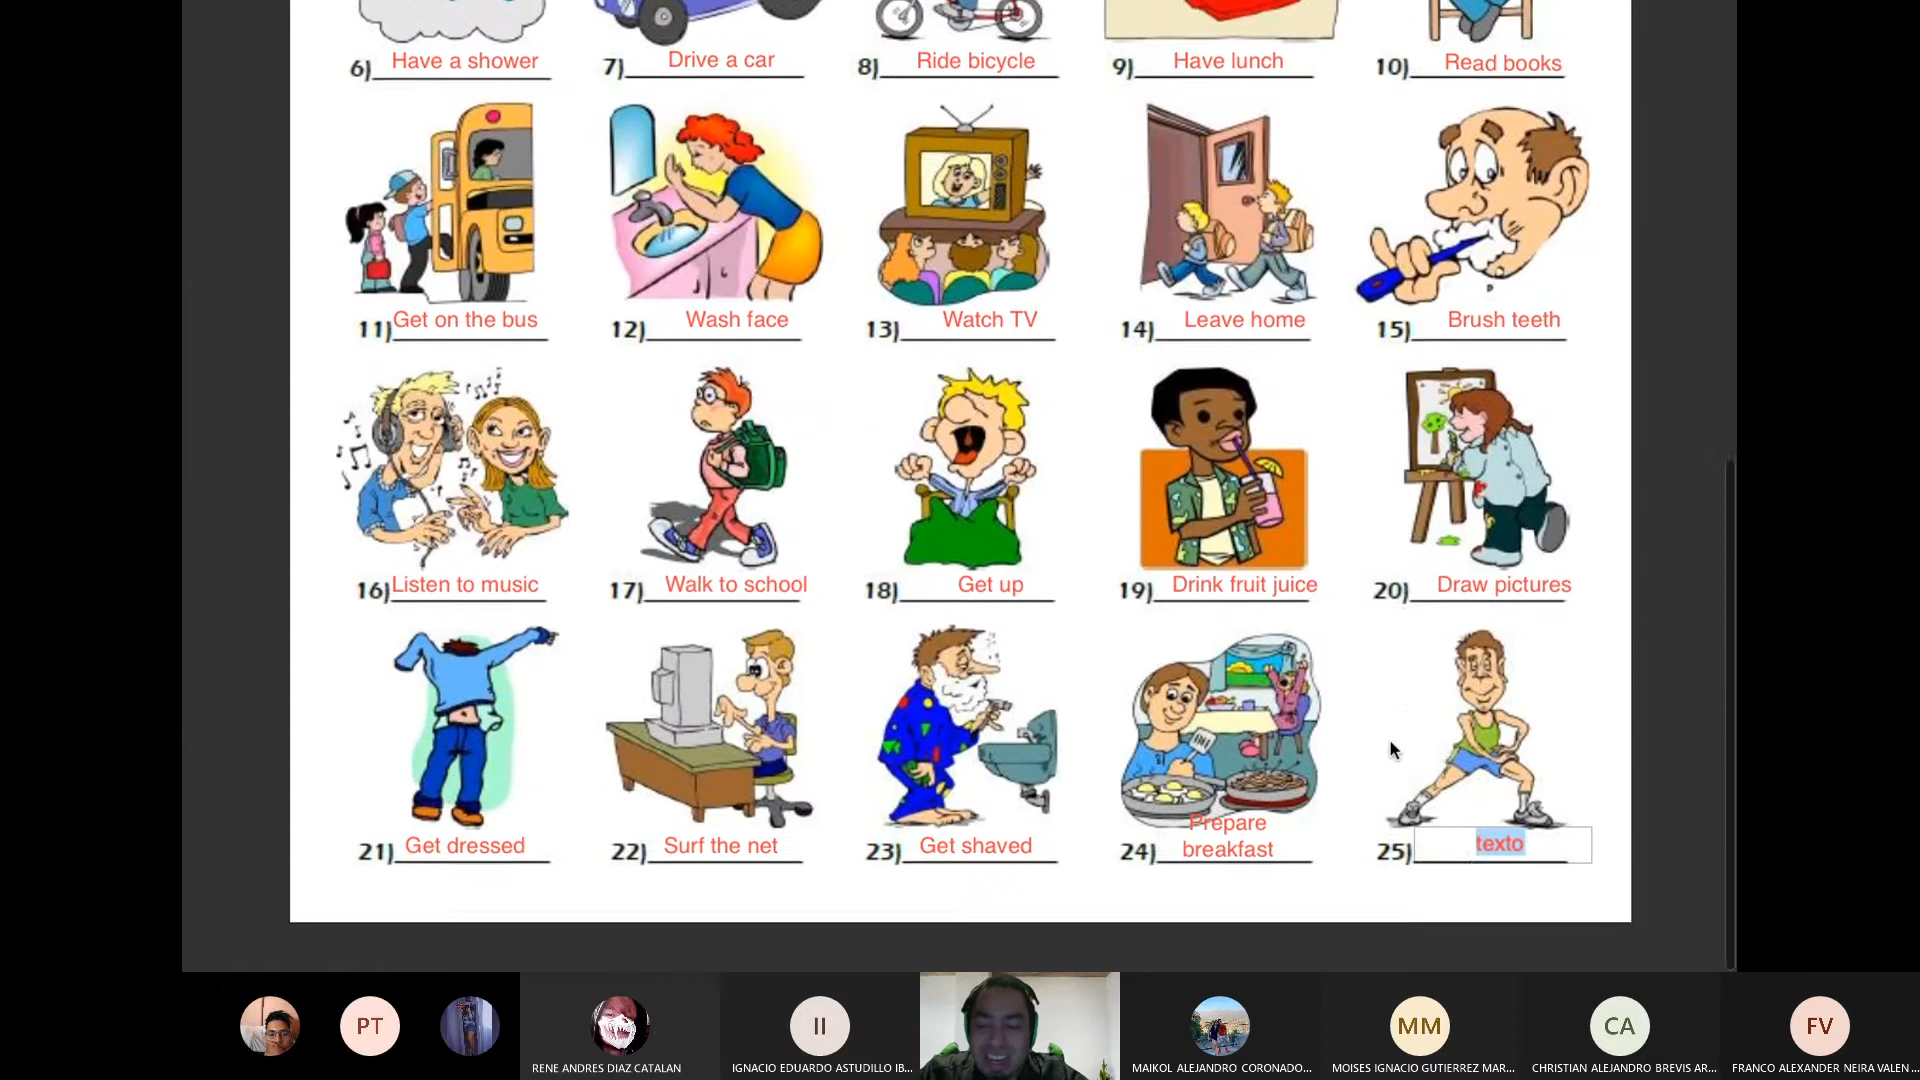 6) Have a shower 7) Drive a car 8) Ride bicycle 9) Have lunch 10) Read books
11) Get on the bus 12) Wash face 13) Watch TV 14) Leave home 15) Brush teeth
16) Listen to music 17) Walk to school 18) Get up 19) Drink fruit juice 20) Draw pictures
21) Get dressed 22) Surf the net 23) Get shaved 24) Prepare breakfast 25) texto
PT II MM CA FV
RENE ANDRES DIAZ CATALAN IGNACIO EDUARDO ASTUDILLO IB... MAIKOL ALEJANDRO CORONADO... MOISES IGNACIO GUTIERREZ MAR... CHRISTIAN ALEJANDRO BREVIS AR... FRANCO ALEXANDER NEIRA VALEN...